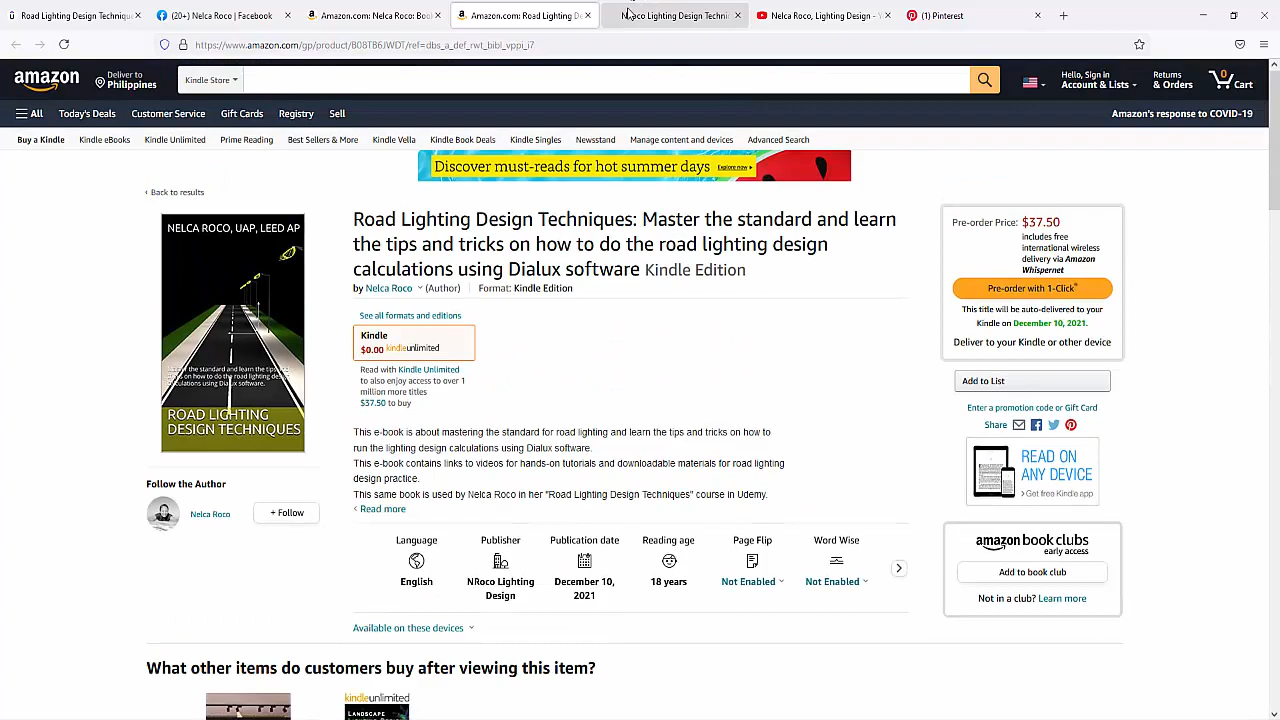 Road Lighting Design Technique
(20+) Nelca Roco | Facebook
Amazon.com: Nelca Roco: Book
Amazon.com: Road Lighting De
Nroco Lighting Design Techni
Nelca Roco, Lighting Design -
(1) Pinterest
https://www.amazon.com/gp/product/B08TB6JWDT/ref=dbs_a_def_rwt_bibl_vppi_i7
amazon
Deliver to
Philippines
Kindle Store
Hello, Sign in
Account & Lists
Returns
& Orders
0
Cart
All
Today's Deals
Customer Service
Gift Cards
Registry
Sell
Amazon's response to COVID-19
Buy a Kindle
Kindle eBooks
Kindle Unlimited
Prime Reading
Best Sellers & More
Kindle Vella
Kindle Book Deals
Kindle Singles
Newsstand
Manage content and devices
Advanced Search
Discover must-reads for hot summer days
Explore now
‹ Back to results
NELCA ROCO, UAP, LEED AP
ROAD LIGHTING
DESIGN TECHNIQUES
Follow the Author
Nelca Roco
+ Follow
Road Lighting Design Techniques: Master the standard and learn
the tips and tricks on how to do the road lighting design
calculations using Dialux software Kindle Edition
by Nelca Roco (Author)
Format: Kindle Edition
See all formats and editions
Kindle
$0.00 kindleunlimited
Read with Kindle Unlimited
to also enjoy access to over 1
million more titles
$37.50 to buy
This e-book is about mastering the standard for road lighting and learn the tips and tricks on how to
run the lighting design calculations using Dialux software.
This e-book contains links to videos for hands-on tutorials and downloadable materials for road lighting
design practice.
This same book is used by Nelca Roco in her "Road Lighting Design Techniques" course in Udemy.
Read more
Language
English
Publisher
NRoco Lighting
Design
Publication date
December 10,
2021
Reading age
18 years
Page Flip
Not Enabled
Word Wise
Not Enabled
Available on these devices
Pre-order Price: $37.50
includes free
international wireless
delivery via Amazon
Whispernet
Pre-order with 1-Click®
This title will be auto-delivered to your
Kindle on December 10, 2021.
Deliver to your Kindle or other device
Add to List
Enter a promotion code or Gift Card
Share
READ ON
ANY DEVICE
› Get free Kindle app
amazon book clubs
early access
Add to book club
Not in a club? Learn more
What other items do customers buy after viewing this item?
kindleunlimited
LANDSCAPE